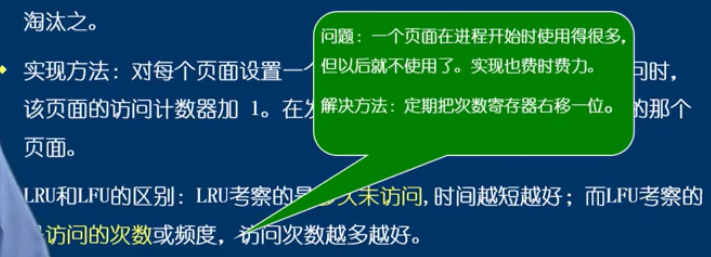 淘汰之。
实现方法：对每个页面设置一
问时，
该页面的访问计数器加 1。在
的那个
页面。
LRU和LFU的区别：LRU考察的是
久未访问，时间越短越好；而LFU考察的
访问的次数或频度，访问次数越多越好。
问题：一个页面在进程开始时使用得很多，
但以后就不使用了。实现也费时费力。
解决方法：定期把次数寄存器右移一位。